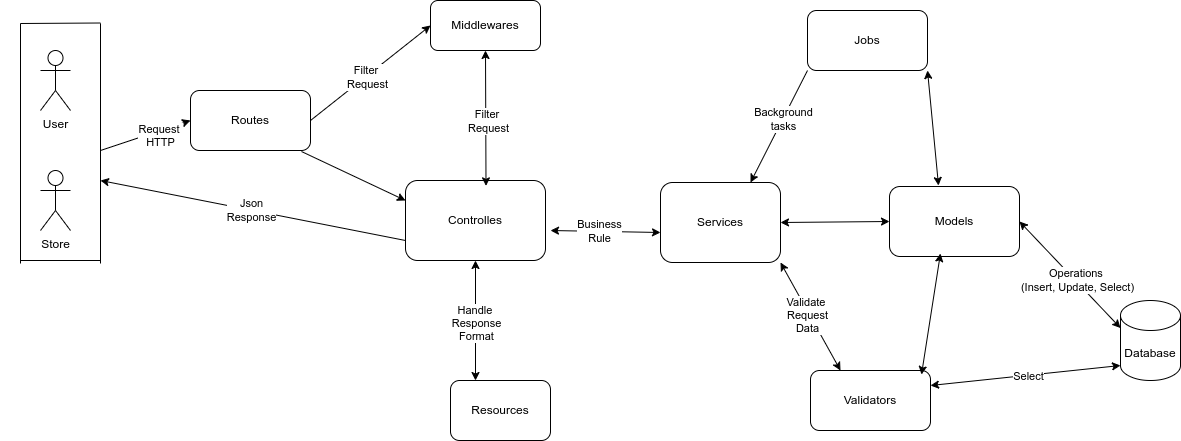 Middlewares
Jobs
User
Filter
Request
Routes
Request
HTTP
Filter
Request
Background
tasks
Store
Json
Response
Controlles
Business
Rule
Services
Models
Operations
(Insert, Update, Select)
Handle
Response
Format
Validate
Request
Data
Database
Select
Resources
Validators